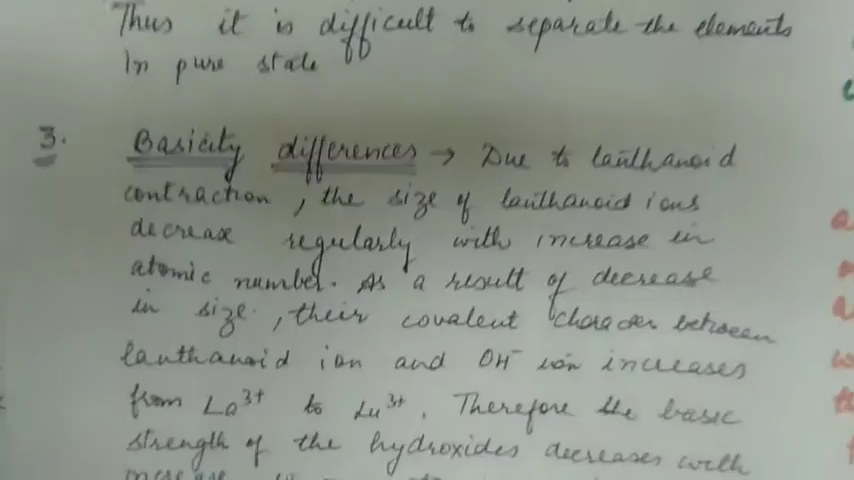 Thus it is difficult to separate the elements
In pure state
3. Basicity differences → Due to lanthanoid
contraction, the size of lanthanoid ions
decrease regularly with increase in
atomic number. As a result of decrease
in size, their covalent character between
lanthanoid ion and OH⁻ ion increases
from La³⁺ to Lu³⁺. Therefore the basic
strength of the hydroxides decreases with
increase